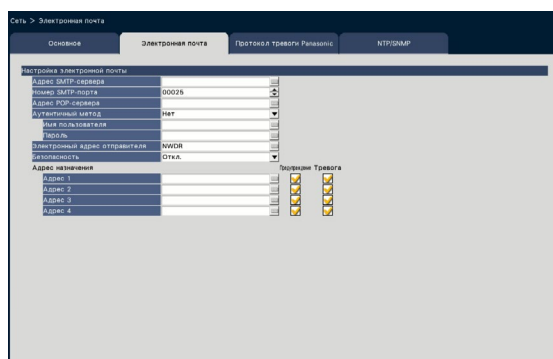 Сеть > Электронная почта
Основное Электронная почта Протокол тревоги Panasonic NTP/SNMP
Настройка электронной почты
Адрес SMTP-сервера
Номер SMTP-порта 00025
Адрес POP-сервера
Аутентичный метод Нет
Имя пользователя
Пароль
Электронный адрес отправителя NWDR
Безопасность Откл.
Адрес назначения Предупреждение Тревога
Адрес 1
Адрес 2
Адрес 3
Адрес 4